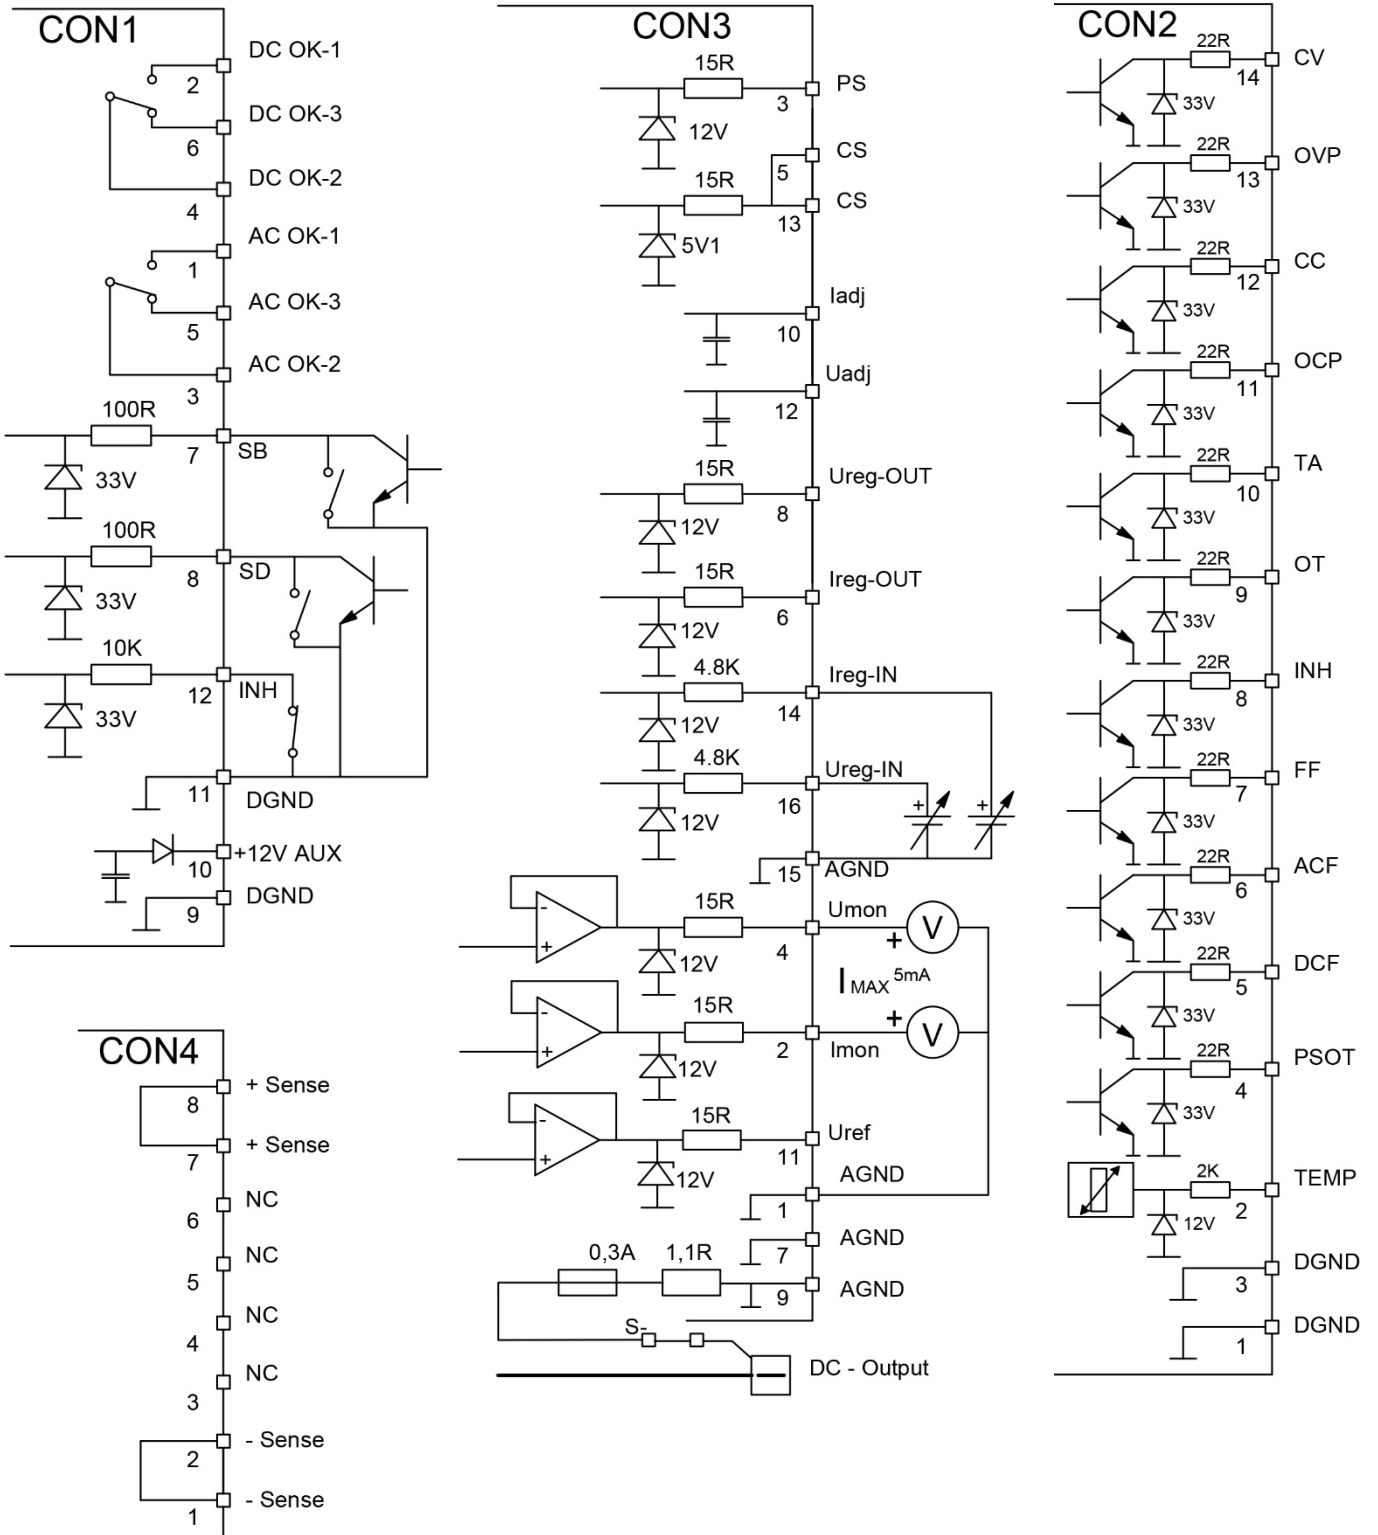 CON1
DC OK-1
2
DC OK-3
6
DC OK-2
4
AC OK-1
1
AC OK-3
5
AC OK-2
3
100R
7
SB
33V
100R
8
SD
33V
10K
12
INH
33V
11
DGND
10
+12V AUX
DGND
9
CON4
+ Sense
8
+ Sense
7
NC
6
NC
5
NC
4
NC
3
- Sense
2
- Sense
1
CON3
15R
PS
3
12V
CS
5
15R
CS
13
5V1
Iadj
10
Uadj
12
15R
Ureg-OUT
8
12V
15R
Ireg-OUT
6
12V
4.8K
Ireg-IN
14
12V
4.8K
Ureg-IN
16
12V
+
+
15
AGND
-
+
15R
Umon
4
12V
+
V
I MAX 5mA
-
+
15R
2
Imon
12V
+
V
-
+
15R
Uref
11
12V
AGND
1
AGND
7
0,3A
1,1R
AGND
9
S-
DC - Output
CON2
22R
CV
14
33V
22R
OVP
13
33V
22R
CC
12
33V
22R
OCP
11
33V
22R
TA
10
33V
22R
OT
9
33V
22R
INH
8
33V
22R
FF
7
33V
22R
ACF
6
33V
22R
DCF
5
33V
22R
PSOT
4
33V
2K
TEMP
2
12V
DGND
3
DGND
1